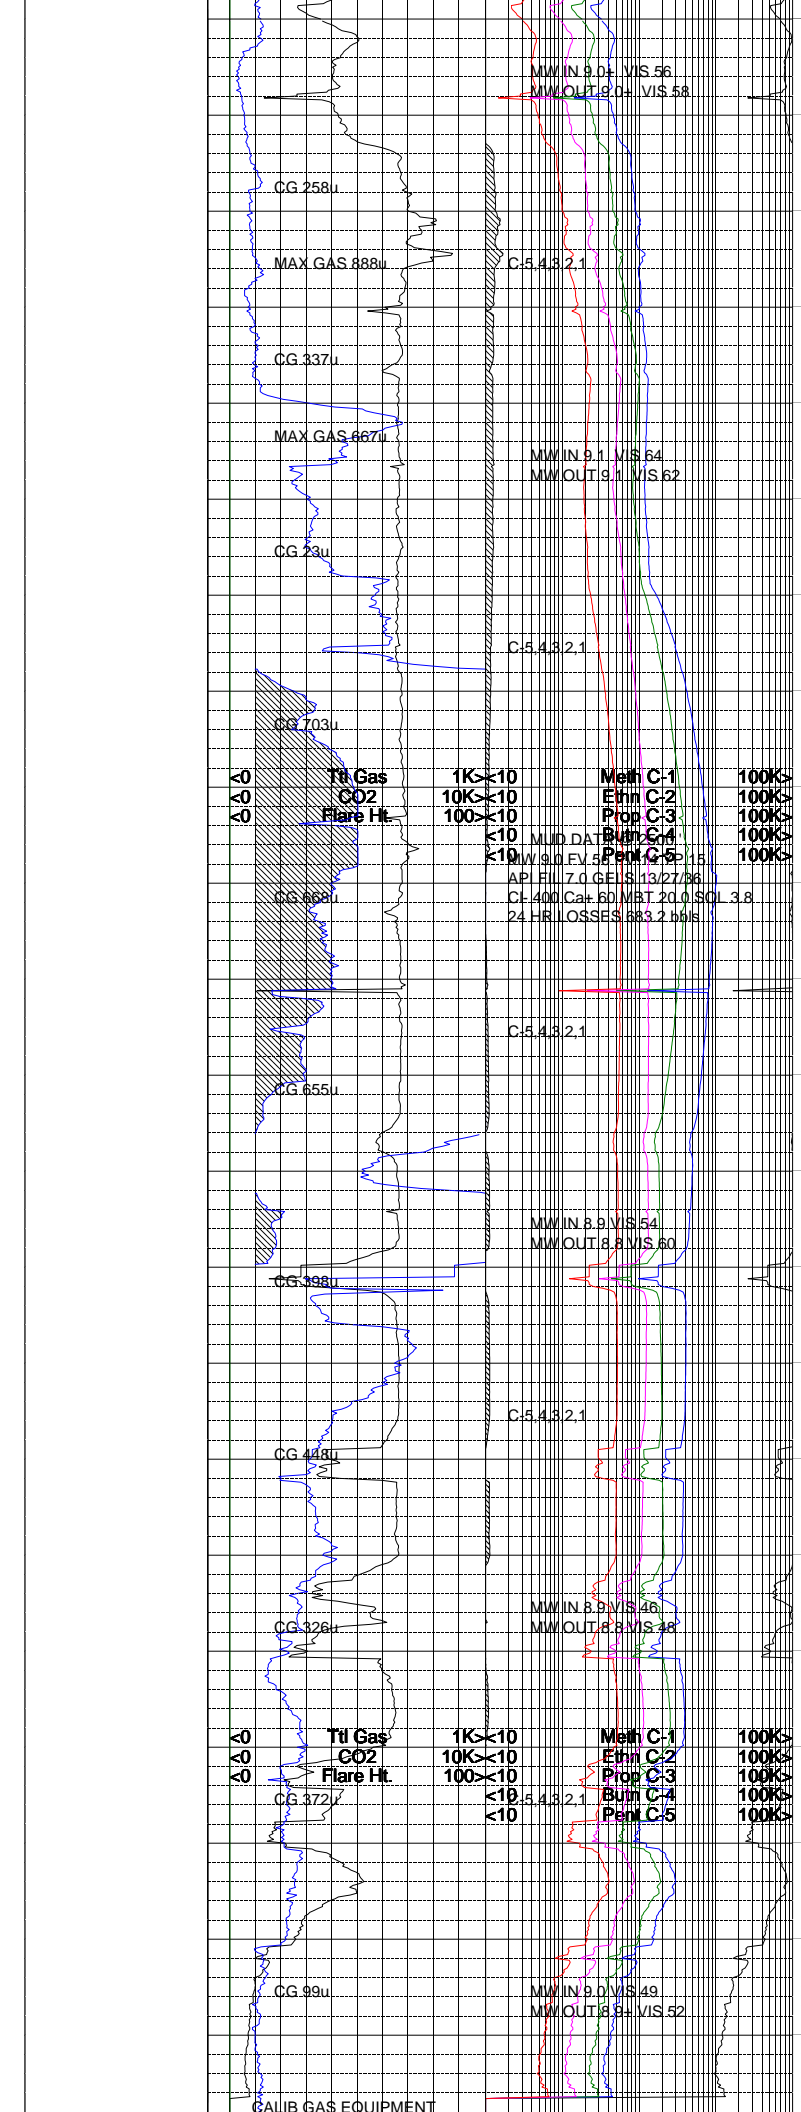 MW IN 9.0+ VIS 56
MW OUT 9.0+ VIS 58
CG 258u
MAX GAS 888u
C-5,4,3,2,1
CG 337u
MAX GAS 667u
MW IN 9.1 VIS 64
MW OUT 9.1 VIS 62
CG 23u
C-5,4,3,2,1
CG 703u
<0 Ttl Gas 1K> <10 Meth C-1 100K>
<0 CO2 10K> <10 Ethn C-2 100K>
<0 Flare Ht. 100> <10 Prop C-3 100K>
<10 Butn C-4 100K>
<10 Pent C-5 100K>
MUD DATA
MW 9.0 FV 15
API FIL 7.0 GELS 13/27/36
CG 668u
Cl- 400 Ca+ 60 MBT 20.0 SOL 3.8
24 HR LOSSES 683.2 bbls
C-5,4,3,2,1
CG 655u
MW IN 8.9 VIS 54
MW OUT 8.8 VIS 60
CG 398u
C-5,4,3,2,1
CG 448u
MW IN 8.9 VIS 46
MW OUT 8.8 VIS 48
CG 326u
<0 Ttl Gas 1K> <10 Meth C-1 100K>
<0 CO2 10K> <10 Ethn C-2 100K>
<0 Flare Ht. 100> <10 Prop C-3 100K>
<10 Butn C-4 100K>
CG 372u
C-5,4,3,2,1
<10 Pent C-5 100K>
CG 99u
MW IN 9.0 VIS 49
MW OUT 8.9+ VIS 52
CALIB GAS EQUIPMENT